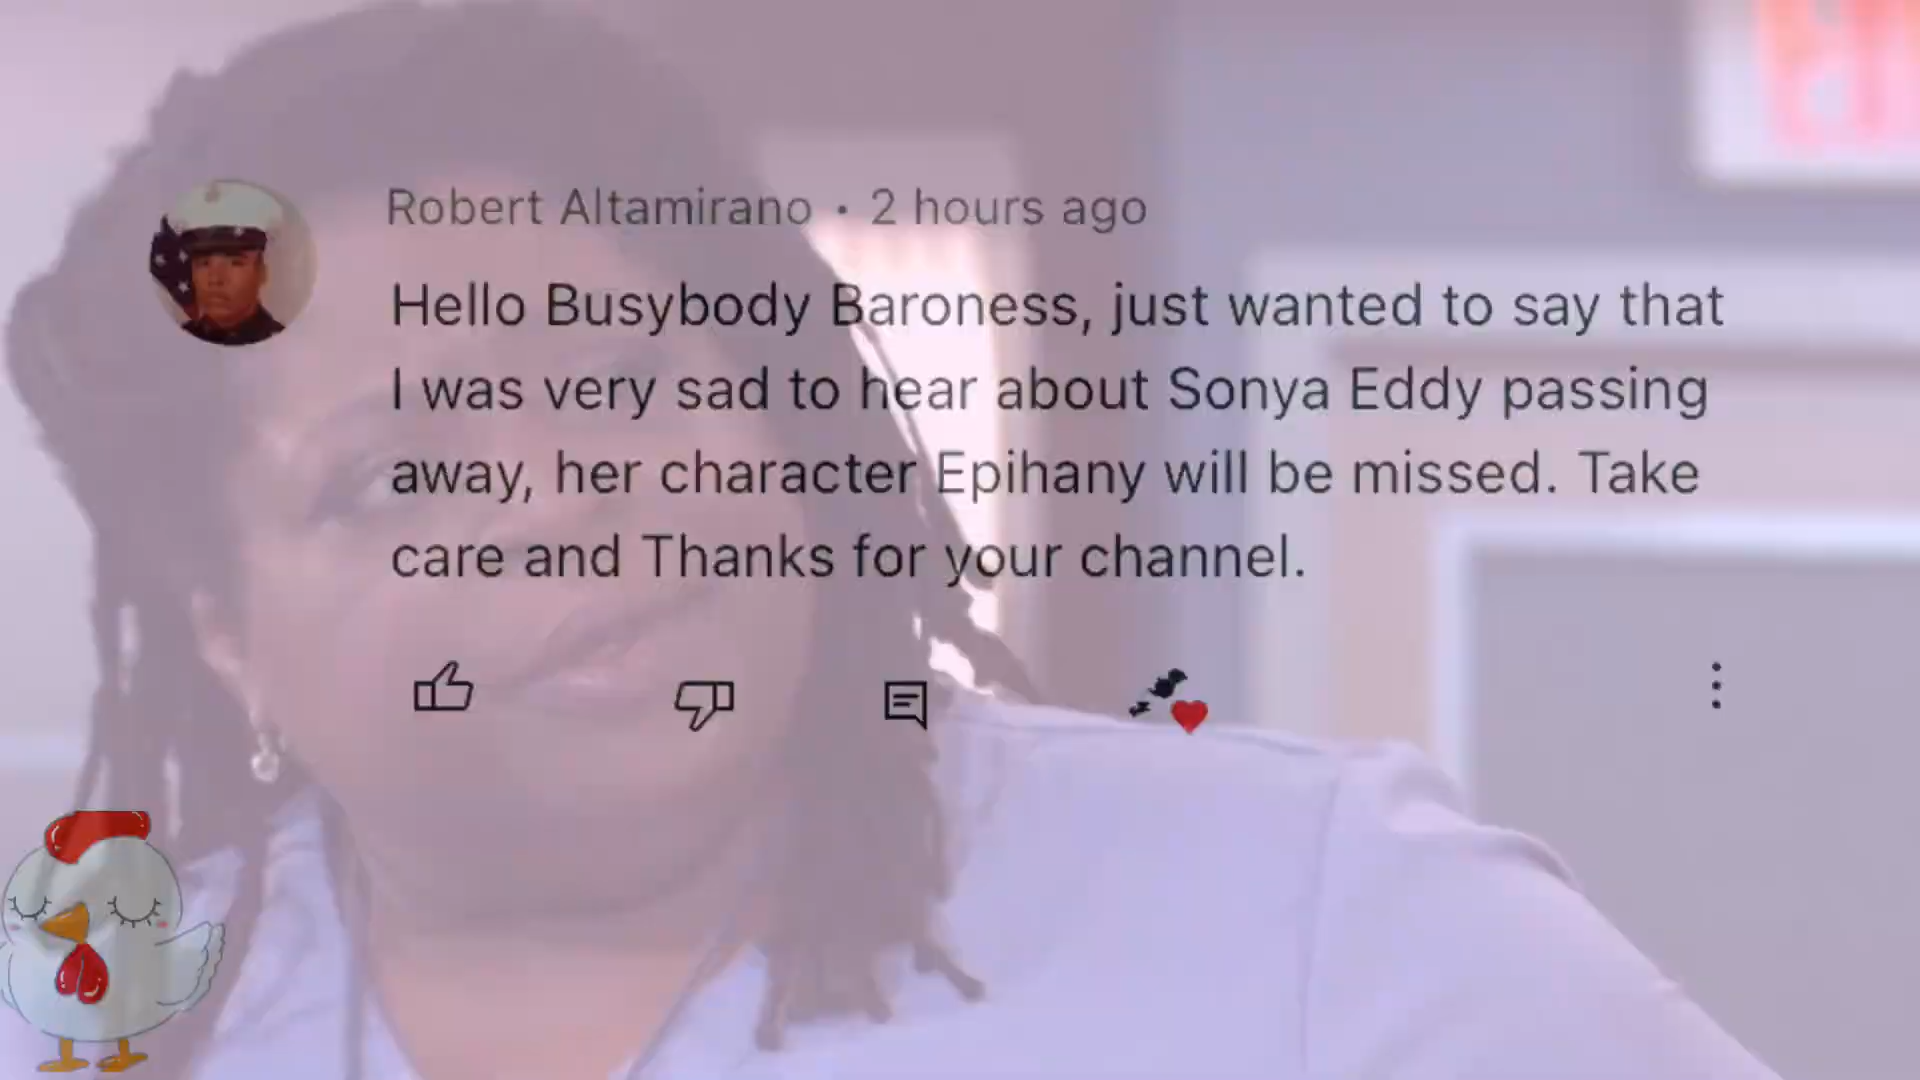 Robert Altamirano · 2 hours ago
Hello Busybody Baroness, just wanted to say that
I was very sad to hear about Sonya Eddy passing
away, her character Epihany will be missed. Take
care and Thanks for your channel.